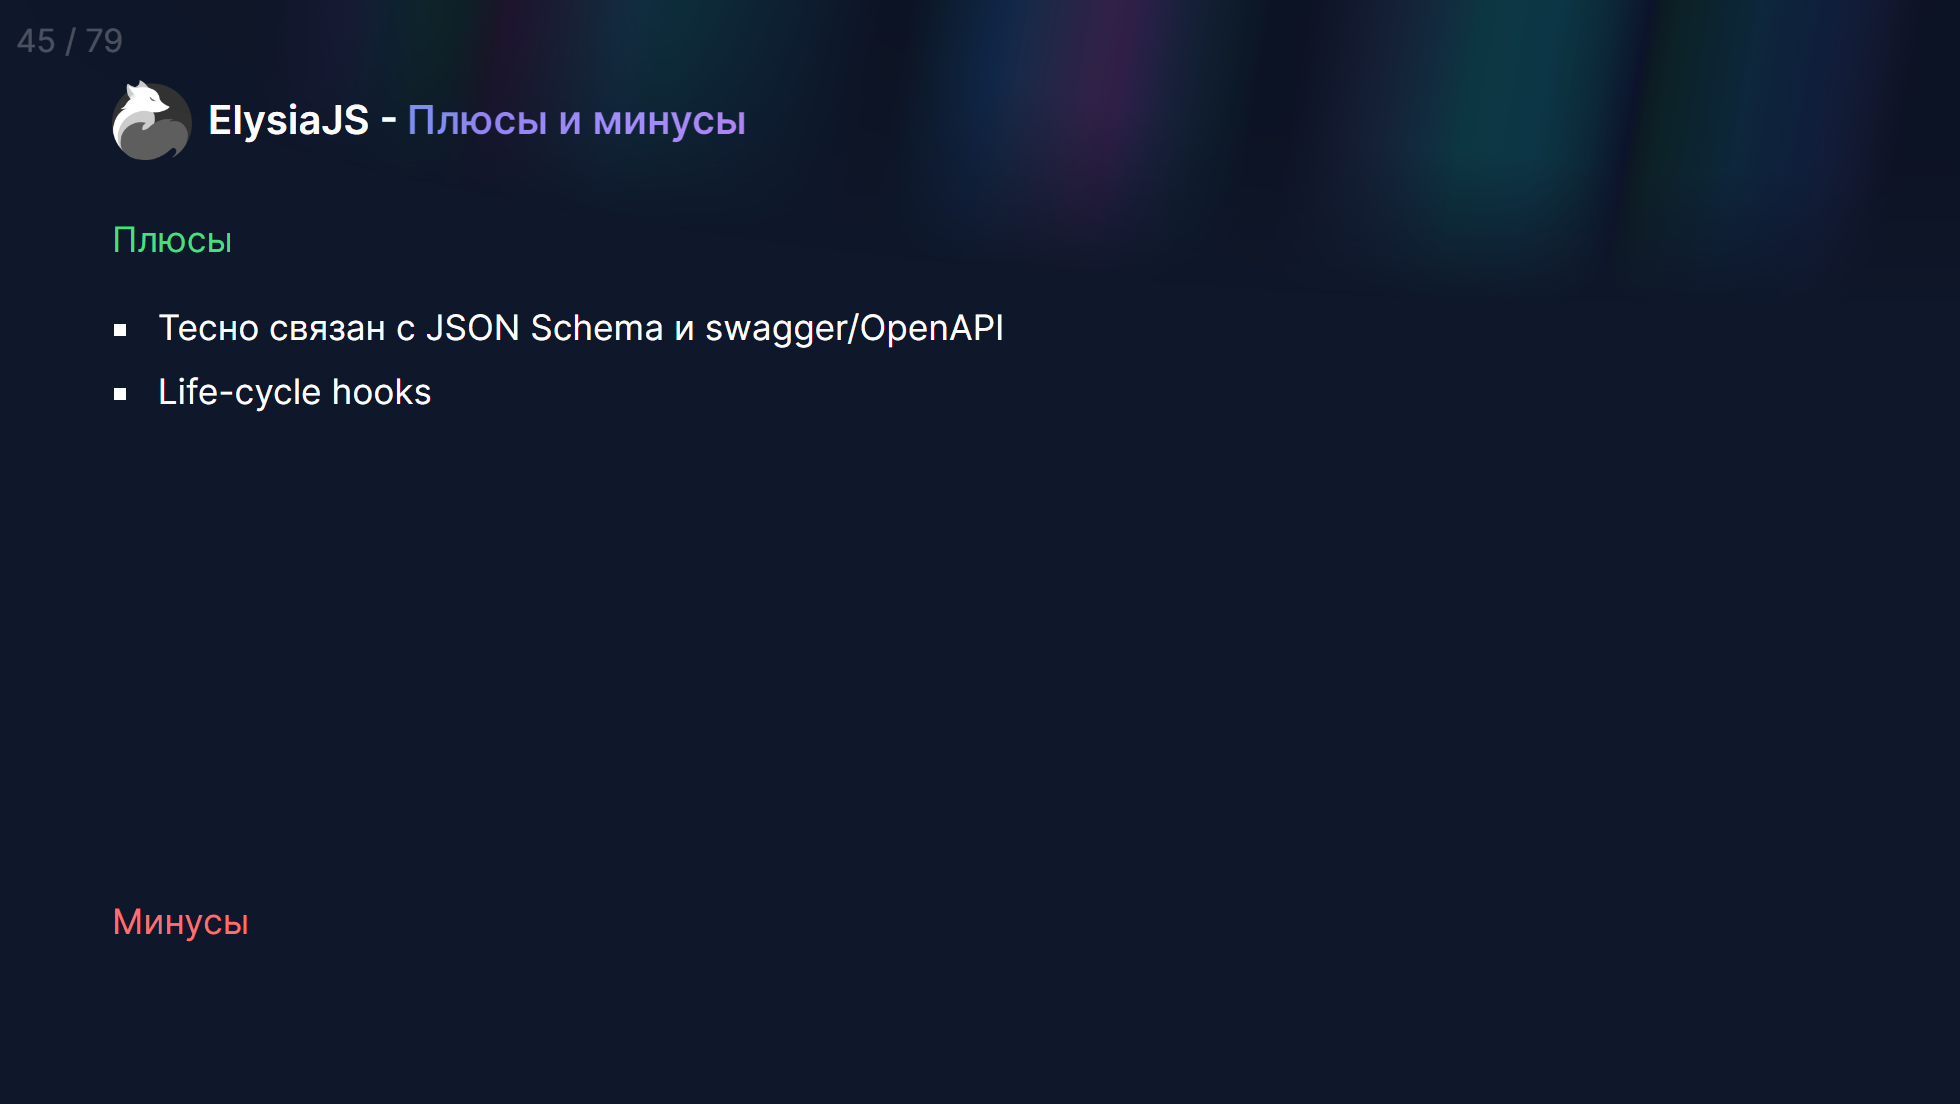 45 / 79
ElysiaJS - Плюсы и минусы
Плюсы
Тесно связан с JSON Schema и swagger/OpenAPI
Life-cycle hooks
Минусы